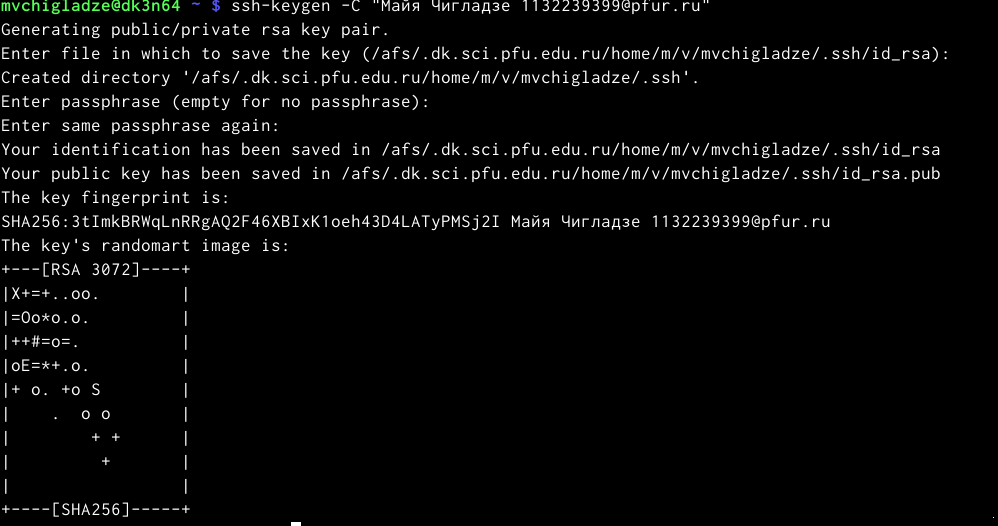 mvchigladze@dk3n64 ~ $ ssh-keygen -C "Майя Чигладзе 1132239399@pfur.ru"
Generating public/private rsa key pair.
Enter file in which to save the key (/afs/.dk.sci.pfu.edu.ru/home/m/v/mvchigladze/.ssh/id_rsa):
Created directory '/afs/.dk.sci.pfu.edu.ru/home/m/v/mvchigladze/.ssh'.
Enter passphrase (empty for no passphrase):
Enter same passphrase again:
Your identification has been saved in /afs/.dk.sci.pfu.edu.ru/home/m/v/mvchigladze/.ssh/id_rsa
Your public key has been saved in /afs/.dk.sci.pfu.edu.ru/home/m/v/mvchigladze/.ssh/id_rsa.pub
The key fingerprint is:
SHA256:3tImkBRWqLnRRgAQ2F46XBIxK1oeh43D4LATyPMSj2I Майя Чигладзе 1132239399@pfur.ru
The key's randomart image is:
+---[RSA 3072]----+
|X+=+..oo.        |
|=Oo*o.o.         |
|++#=o=.          |
|oE=*+.o.         |
|+ o. +o S        |
|    .  o o       |
|        + +      |
|         +       |
|                 |
+----[SHA256]-----+